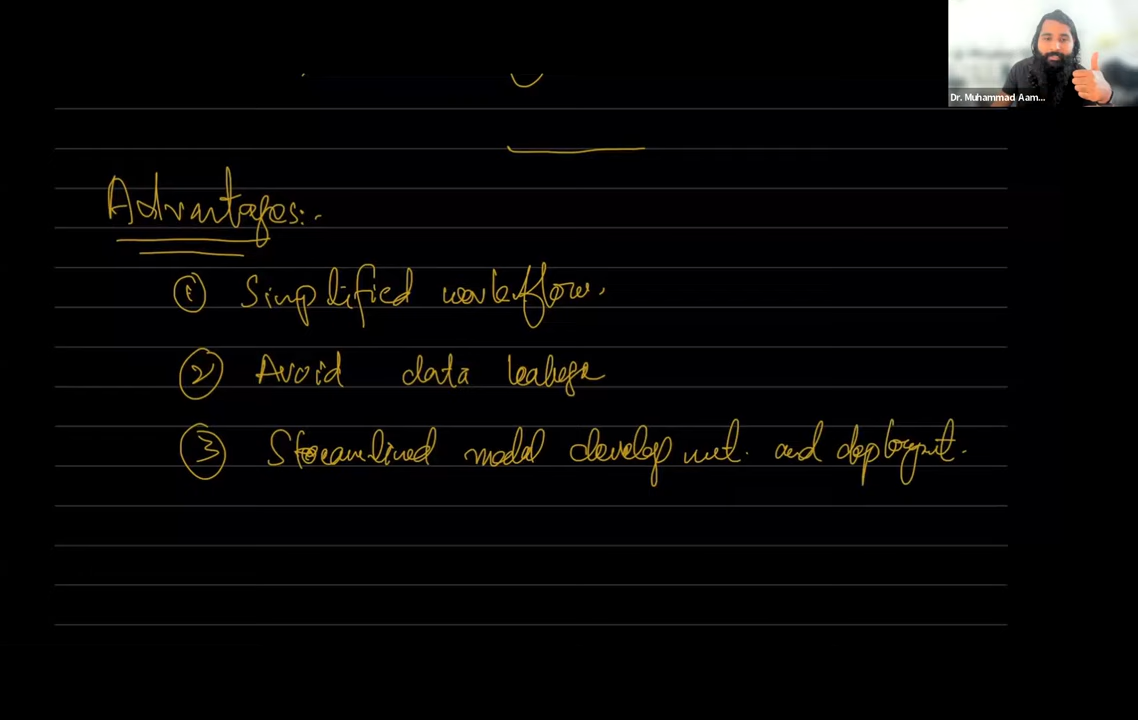 Dr. Muhammad Aam...
Advantages:-
① Simplified workflow.
② Avoid data leakage
③ Streamlined model development. and deployment.